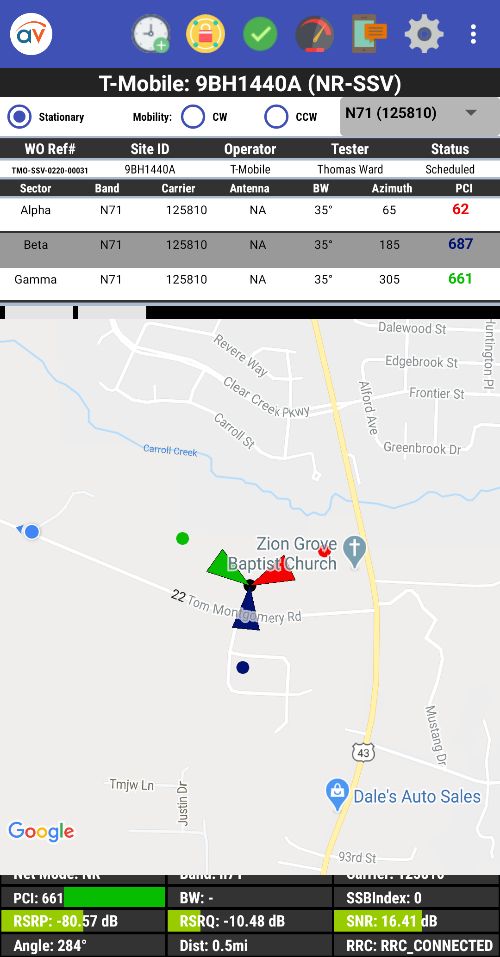 av
T-Mobile: 9BH1440A (NR-SSV)
Stationary Mobility: CW CCW N71 (125810)
WO Ref# Site ID Operator Tester Status
TMO-SSV-0220-00031 9BH1440A T-Mobile Thomas Ward Scheduled
Sector Band Carrier Antenna BW Azimuth PCI
Alpha N71 125810 NA 35° 65 62
Beta N71 125810 NA 35° 185 687
Gamma N71 125810 NA 35° 305 661
Dalewood St
Huntington Pl
Revere Way
Edgebrook St
Clear Creek Pkwy
Alford Ave
Frontier St
Carroll St
Greenbrook Dr
Carroll Creek
Zion Grove
Baptist Church
22
Tom Montgomery Rd
Mustang Dr
43
Tmjw Ln
Justin Dr
Dale's Auto Sales
Google
93rd St
Net Mode: NR Band: n71 Carrier: 125810
PCI: 661 BW: - SSBIndex: 0
RSRP: -80.57 dB RSRQ: -10.48 dB SNR: 16.41 dB
Angle: 284° Dist: 0.5mi RRC: RRC_CONNECTED